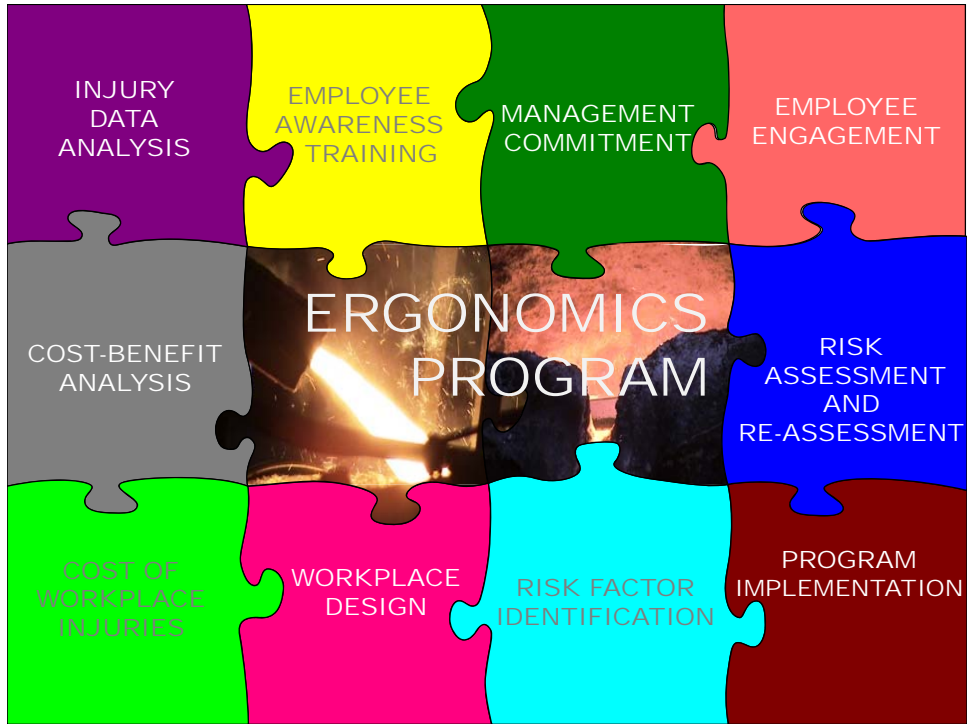 INJURY
DATA
ANALYSIS
EMPLOYEE
AWARENESS
TRAINING
MANAGEMENT
COMMITMENT
EMPLOYEE
ENGAGEMENT
COST-BENEFIT
ANALYSIS
ERGONOMICS
PROGRAM
RISK
ASSESSMENT
AND
RE-ASSESSMENT
COST OF
WORKPLACE
INJURIES
WORKPLACE
DESIGN
RISK FACTOR
IDENTIFICATION
PROGRAM
IMPLEMENTATION